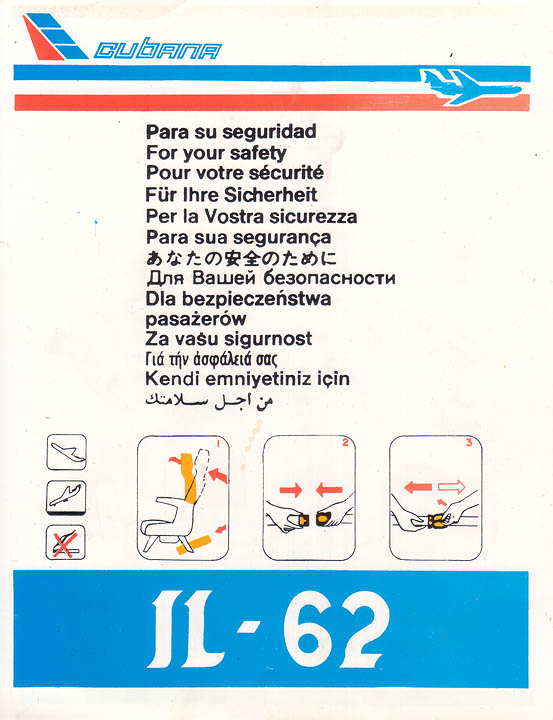 CUBANA
Para su seguridad
For your safety
Pour votre sécurité
Für Ihre Sicherheit
Per la Vostra sicurezza
Para sua segurança
あなたの安全のために
Для Вашей безопасности
Dla bezpieczeństwa
pasażerów
Za vašu sigurnost
Γιά τήν ἀσφάλειά σας
Kendi emniyetiniz için
من اجل سلامتك
1
2
3
IL-62